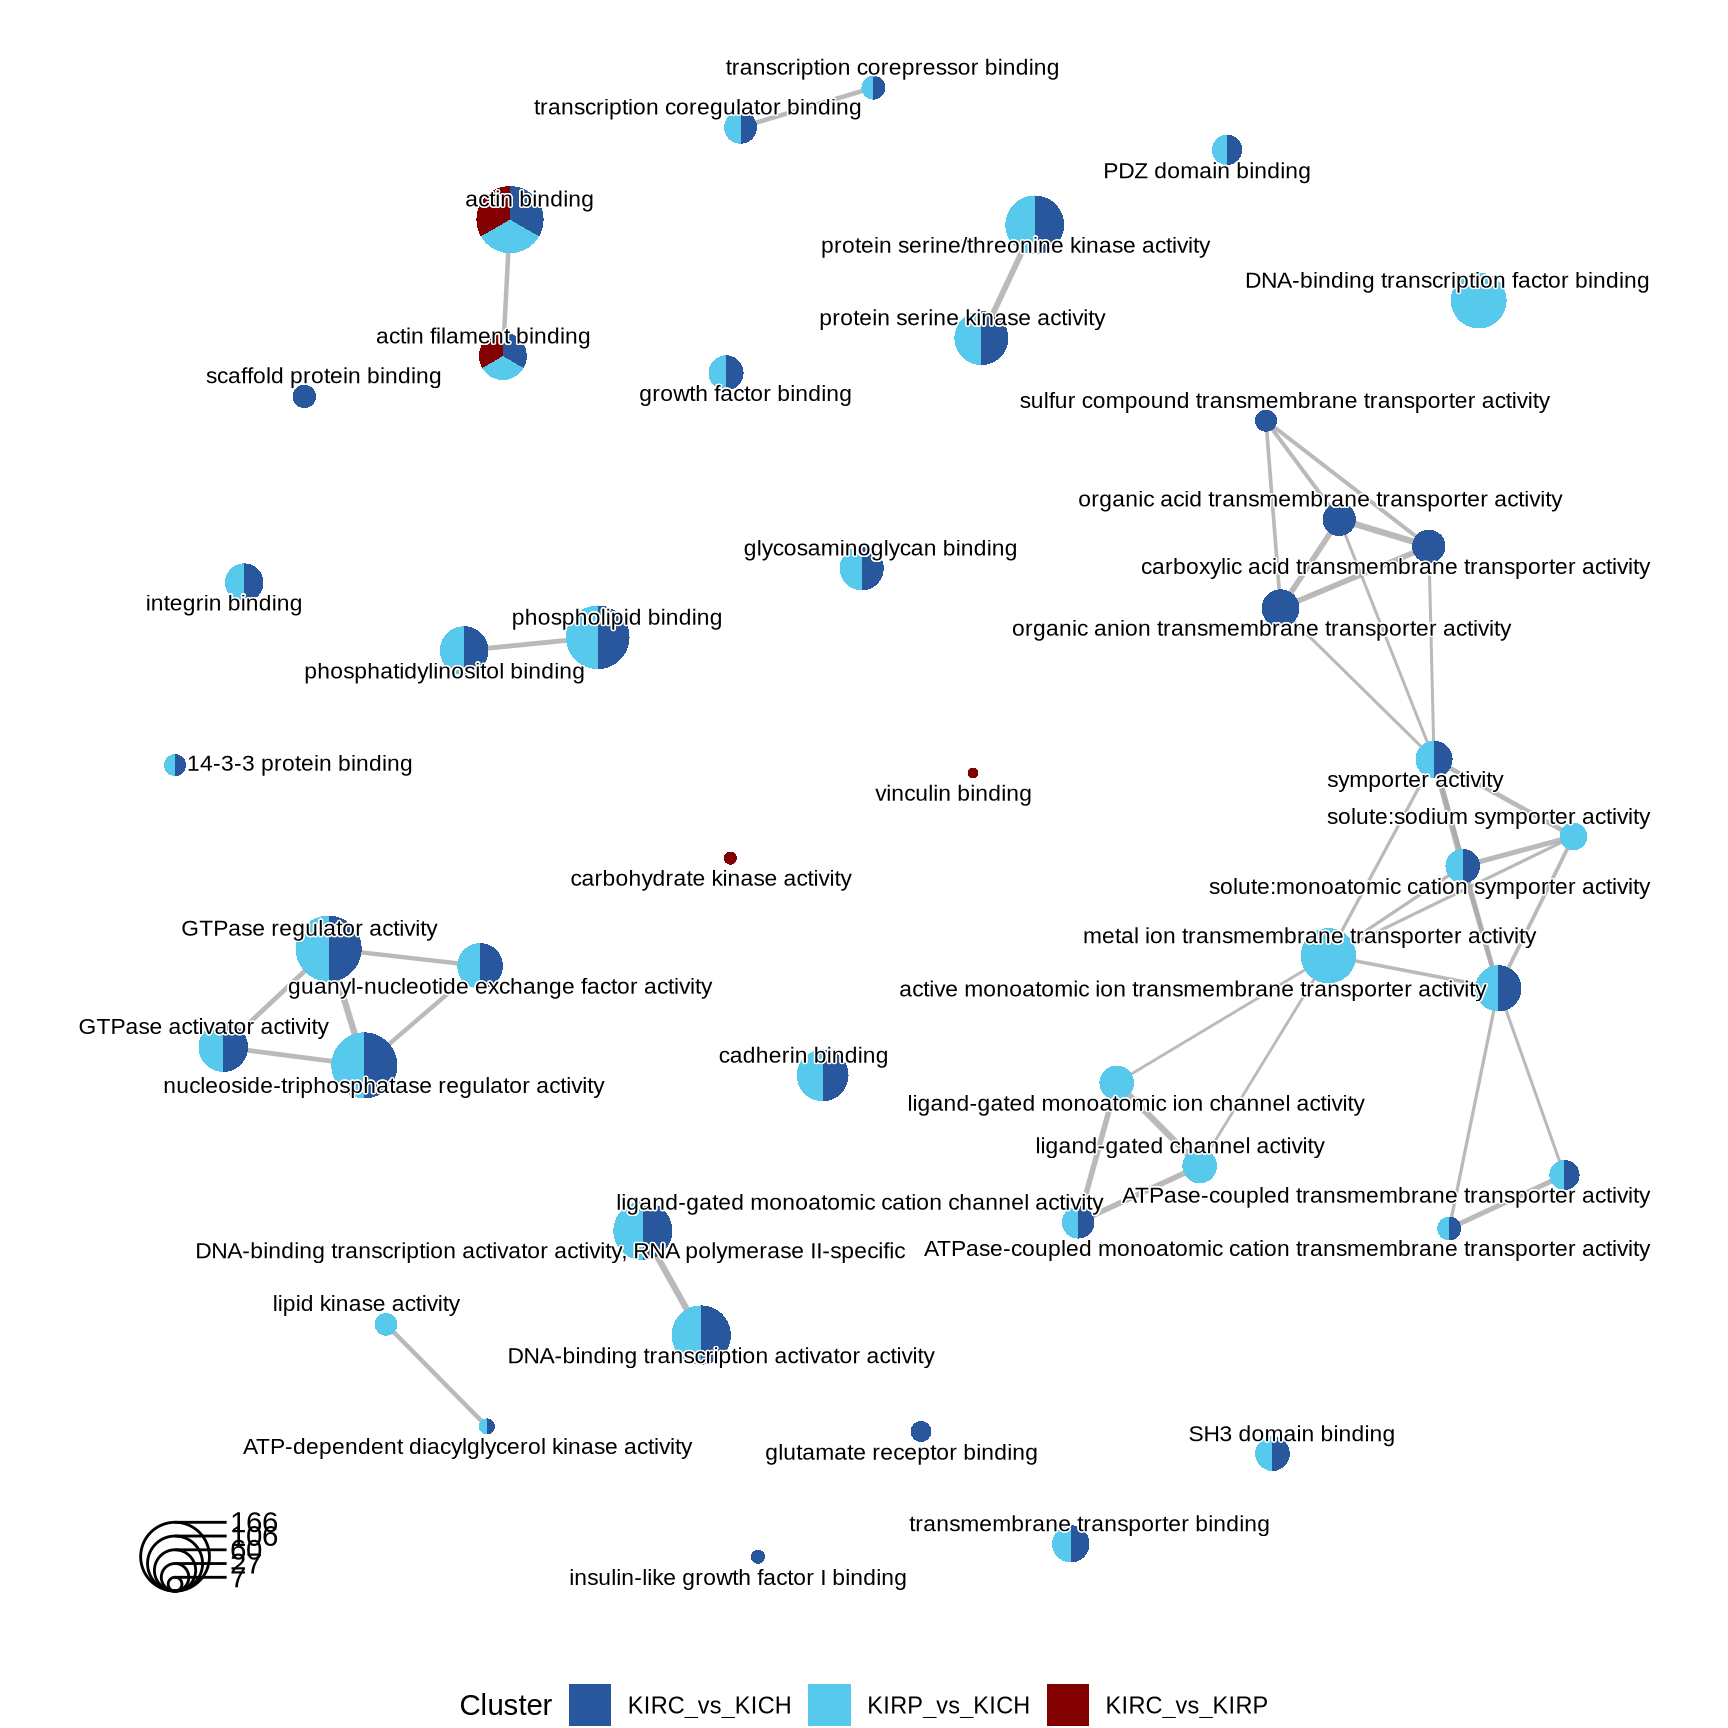 transcription corepressor binding
transcription coregulator binding
PDZ domain binding
actin binding
protein serine/threonine kinase activity
DNA-binding transcription factor binding
protein serine kinase activity
actin filament binding
scaffold protein binding
growth factor binding
sulfur compound transmembrane transporter activity
organic acid transmembrane transporter activity
glycosaminoglycan binding
carboxylic acid transmembrane transporter activity
integrin binding
phospholipid binding
organic anion transmembrane transporter activity
phosphatidylinositol binding
14-3-3 protein binding
symporter activity
vinculin binding
solute:sodium symporter activity
carbohydrate kinase activity
solute:monoatomic cation symporter activity
GTPase regulator activity
metal ion transmembrane transporter activity
guanyl-nucleotide exchange factor activity
active monoatomic ion transmembrane transporter activity
GTPase activator activity
cadherin binding
nucleoside-triphosphatase regulator activity
ligand-gated monoatomic ion channel activity
ligand-gated channel activity
ATPase-coupled transmembrane transporter activity
ligand-gated monoatomic cation channel activity
DNA-binding transcription activator activity, RNA polymerase II-specific
ATPase-coupled monoatomic cation transmembrane transporter activity
lipid kinase activity
DNA-binding transcription activator activity
SH3 domain binding
ATP-dependent diacylglycerol kinase activity
glutamate receptor binding
166
106
60
27
7
transmembrane transporter binding
insulin-like growth factor I binding
Cluster KIRC_vs_KICH KIRP_vs_KICH KIRC_vs_KIRP